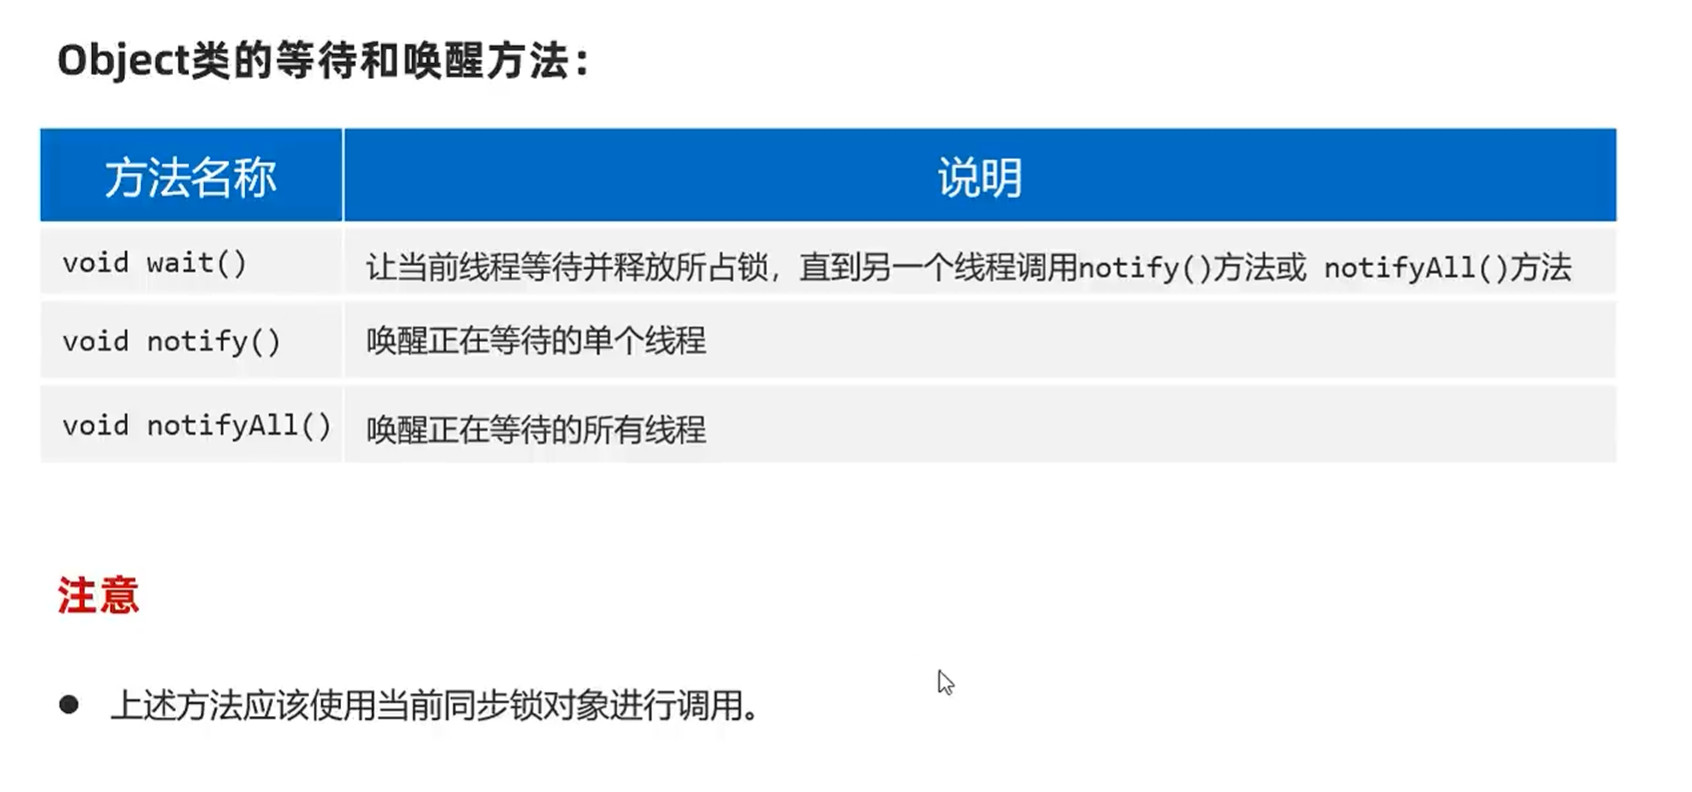 Object类的等待和唤醒方法：
方法名称 说明
void wait() 让当前线程等待并释放所占锁，直到另一个线程调用notify()方法或 notifyAll()方法
void notify() 唤醒正在等待的单个线程
void notifyAll() 唤醒正在等待的所有线程
注意
● 上述方法应该使用当前同步锁对象进行调用。